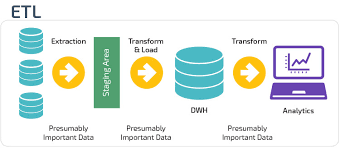 ETL
Extraction
Staging Area
Transform
& Load
DWH
Transform
Analytics
Presumably
Important Data
Presumably
Important Data
Presumably
Important Data